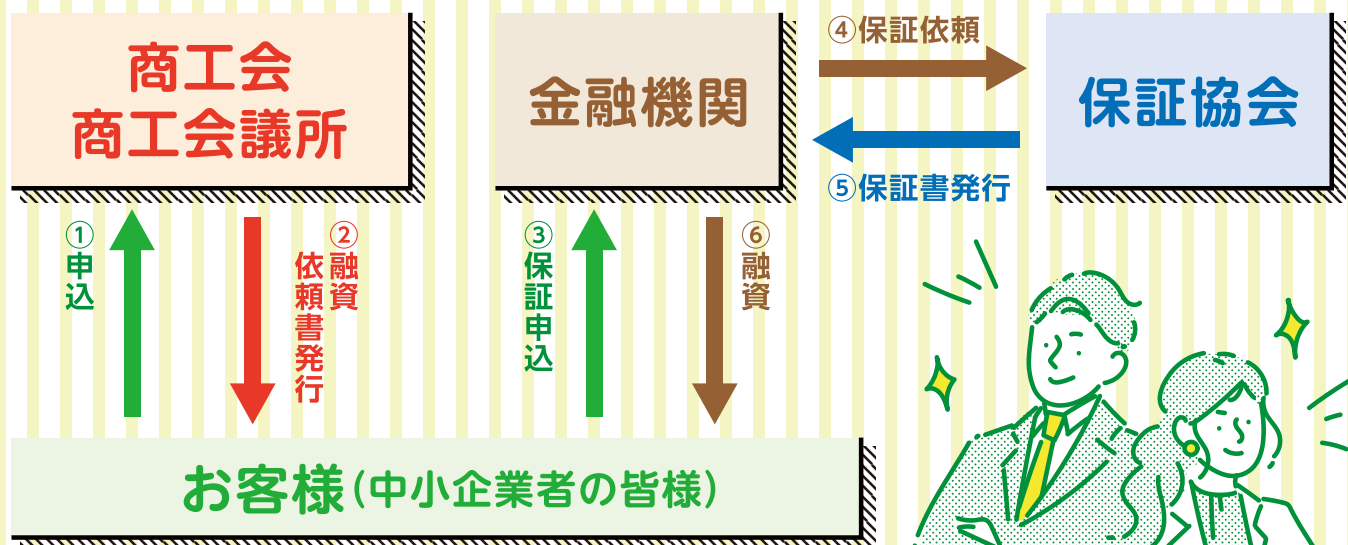 商工会
商工会議所
金融機関
④保証依頼
⑤保証書発行
保証協会
①申込
②融資
依頼書発行
③保証申込
⑥融資
お客様(中小企業者の皆様)